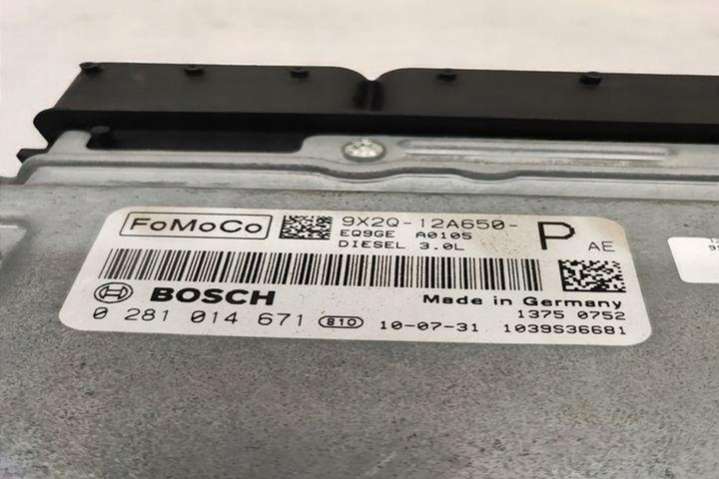 FoMoCo
9X2Q-12A650-
P
AE
EQ9GE A0105
DIESEL 3.0L
BOSCH
Made in Germany
0 281 014 671 S10 10-07-31
1375 0752
1039S36681